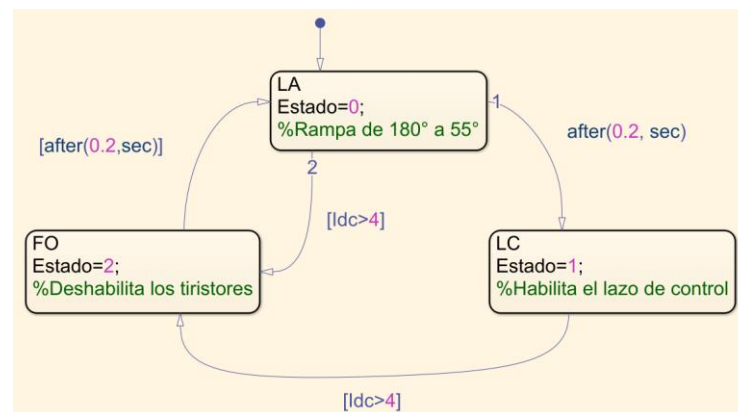 LA
Estado=0;
%Rampa de 180° a 55°
1
2
[after(0.2,sec)]
after(0.2, sec)
[Idc>4]
FO
Estado=2;
%Deshabilita los tiristores
LC
Estado=1;
%Habilita el lazo de control
[Idc>4]